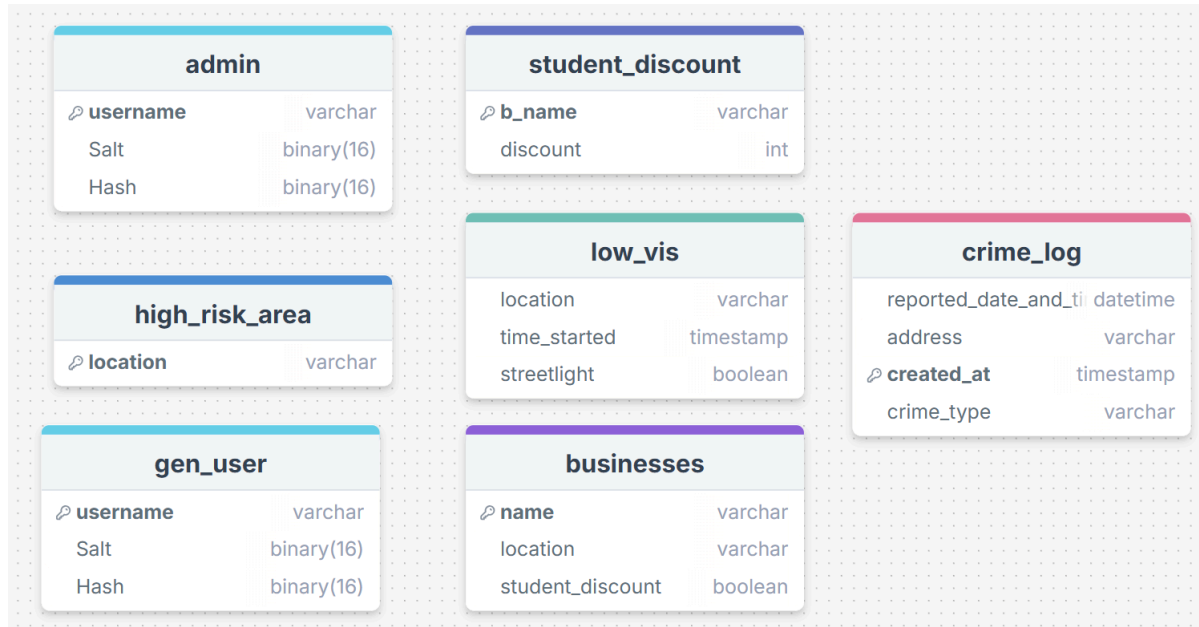 admin
username varchar
Salt binary(16)
Hash binary(16)
student_discount
b_name varchar
discount int
low_vis
location varchar
time_started timestamp
streetlight boolean
crime_log
reported_date_and_ti datetime
address varchar
created_at timestamp
crime_type varchar
high_risk_area
location varchar
gen_user
username varchar
Salt binary(16)
Hash binary(16)
businesses
name varchar
location varchar
student_discount boolean